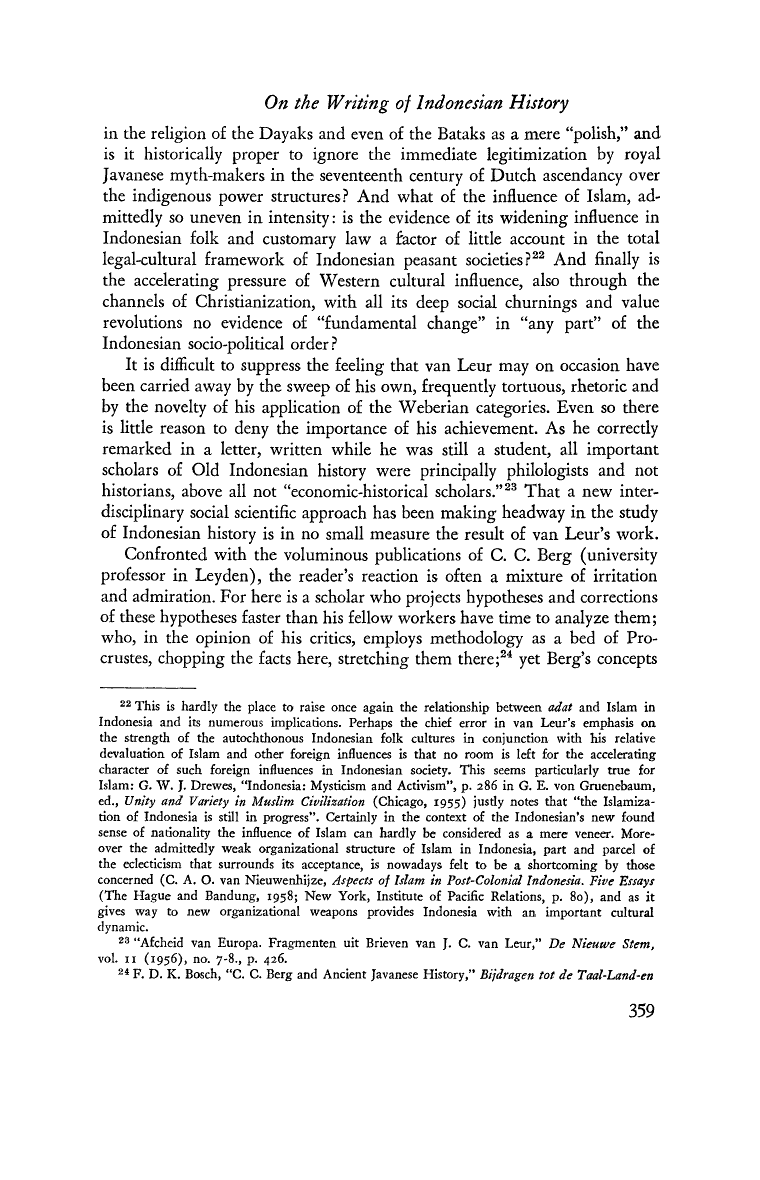 On the Writing of Indonesian History
in the religion of the Dayaks and even of the Bataks as a mere “polish,” and
is it historically proper to ignore the immediate legitimization by royal
Javanese myth-makers in the seventeenth century of Dutch ascendancy over
the indigenous power structures? And what of the influence of Islam, ad-
mittedly so uneven in intensity: is the evidence of its widening influence in
Indonesian folk and customary law a factor of little account in the total
legal-cultural framework of Indonesian peasant societies?22 And finally is
the accelerating pressure of Western cultural influence, also through the
channels of Christianization, with all its deep social churnings and value
revolutions no evidence of “fundamental change” in “any part” of the
Indonesian socio-political order?
It is difficult to suppress the feeling that van Leur may on occasion have
been carried away by the sweep of his own, frequently tortuous, rhetoric and
by the novelty of his application of the Weberian categories. Even so there
is little reason to deny the importance of his achievement. As he correctly
remarked in a letter, written while he was still a student, all important
scholars of Old Indonesian history were principally philologists and not
historians, above all not “economic-historical scholars.”23 That a new inter-
disciplinary social scientific approach has been making headway in the study
of Indonesian history is in no small measure the result of van Leur’s work.
Confronted with the voluminous publications of C. C. Berg (university
professor in Leyden), the reader’s reaction is often a mixture of irritation
and admiration. For here is a scholar who projects hypotheses and corrections
of these hypotheses faster than his fellow workers have time to analyze them;
who, in the opinion of his critics, employs methodology as a bed of Pro-
crustes, chopping the facts here, stretching them there;24 yet Berg’s concepts
22 This is hardly the place to raise once again the relationship between adat and Islam in
Indonesia and its numerous implications. Perhaps the chief error in van Leur’s emphasis on
the strength of the autochthonous Indonesian folk cultures in conjunction with his relative
devaluation of Islam and other foreign influences is that no room is left for the accelerating
character of such foreign influences in Indonesian society. This seems particularly true for
Islam: G. W. J. Drewes, “Indonesia: Mysticism and Activism”, p. 286 in G. E. von Gruenebaum,
ed., Unity and Variety in Muslim Civilization (Chicago, 1955) justly notes that “the Islamiza-
tion of Indonesia is still in progress”. Certainly in the context of the Indonesian’s new found
sense of nationality the influence of Islam can hardly be considered as a mere veneer. More-
over the admittedly weak organizational structure of Islam in Indonesia, part and parcel of
the eclecticism that surrounds its acceptance, is nowadays felt to be a shortcoming by those
concerned (C. A. O. van Nieuwenhijze, Aspects of Islam in Post-Colonial Indonesia. Five Essays
(The Hague and Bandung, 1958; New York, Institute of Pacific Relations, p. 80), and as it
gives way to new organizational weapons provides Indonesia with an important cultural
dynamic.
23 “Afcheid van Europa. Fragmenten uit Brieven van J. C. van Leur,” De Nieuwe Stem,
vol. 11 (1956), no. 7-8., p. 426.
24 F. D. K. Bosch, “C. C. Berg and Ancient Javanese History,” Bijdragen tot de Taal-Land-en
359